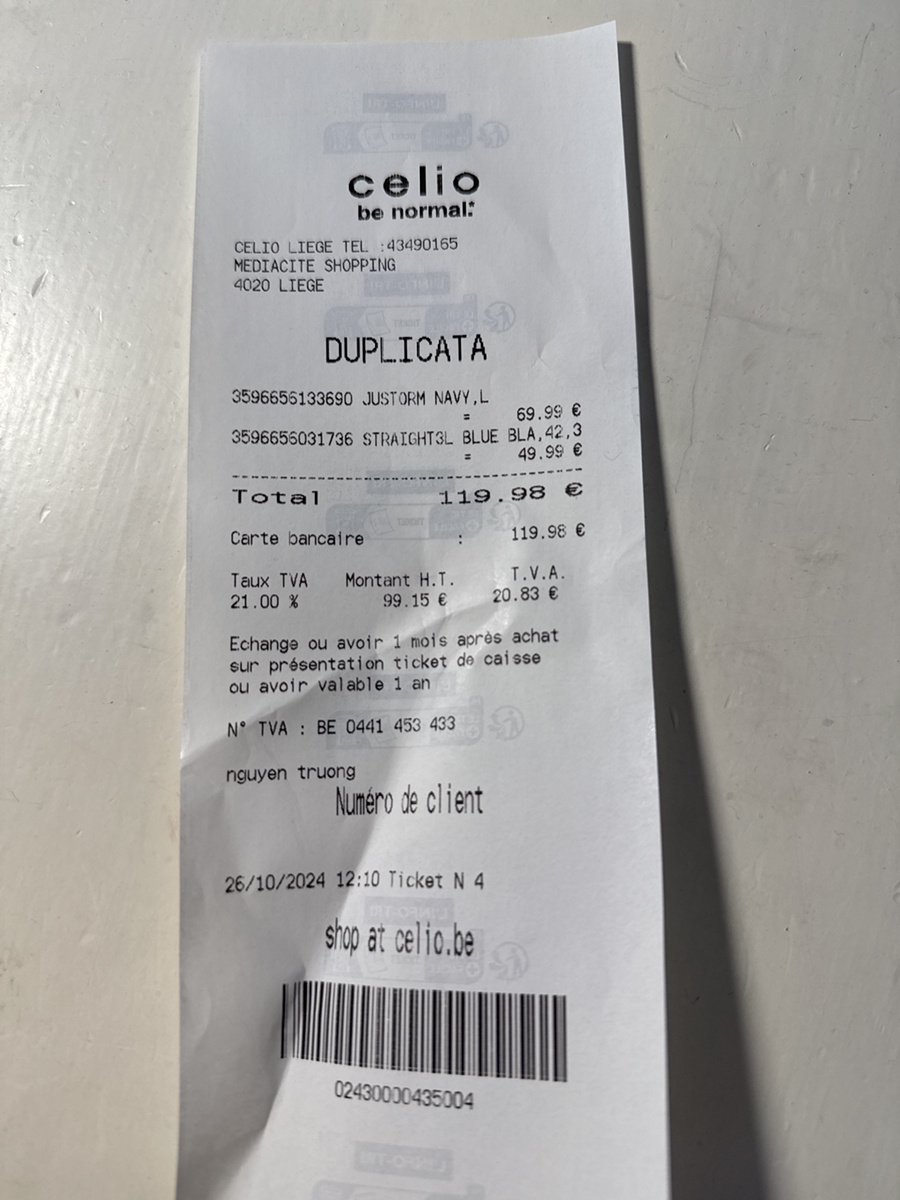 celio
be normal.*
CELIO LIEGE TEL :43490165
MEDIACITE SHOPPING
4020 LIEGE
DUPLICATA
3596656133690 JUSTORM NAVY,L
= 69.99 €
3596656031736 STRAIGHT3L BLUE BLA,42,3
= 49.99 €
Total 119.98 €
Carte bancaire : 119.98 €
Taux TVA Montant H.T. T.V.A.
21.00 % 99.15 € 20.83 €
Echange ou avoir 1 mois après achat
sur présentation ticket de caisse
ou avoir valable 1 an
N° TVA : BE 0441 453 433
nguyen truong
Numéro de client
26/10/2024 12:10 Ticket N 4
shop at celio.be
02430000435004